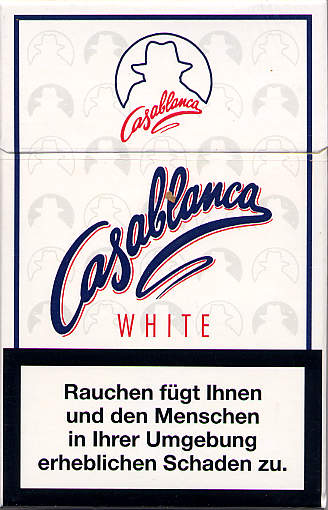 Casablanca
Casablanca
WHITE
Rauchen fügt Ihnen
und den Menschen
in Ihrer Umgebung
erheblichen Schaden zu.